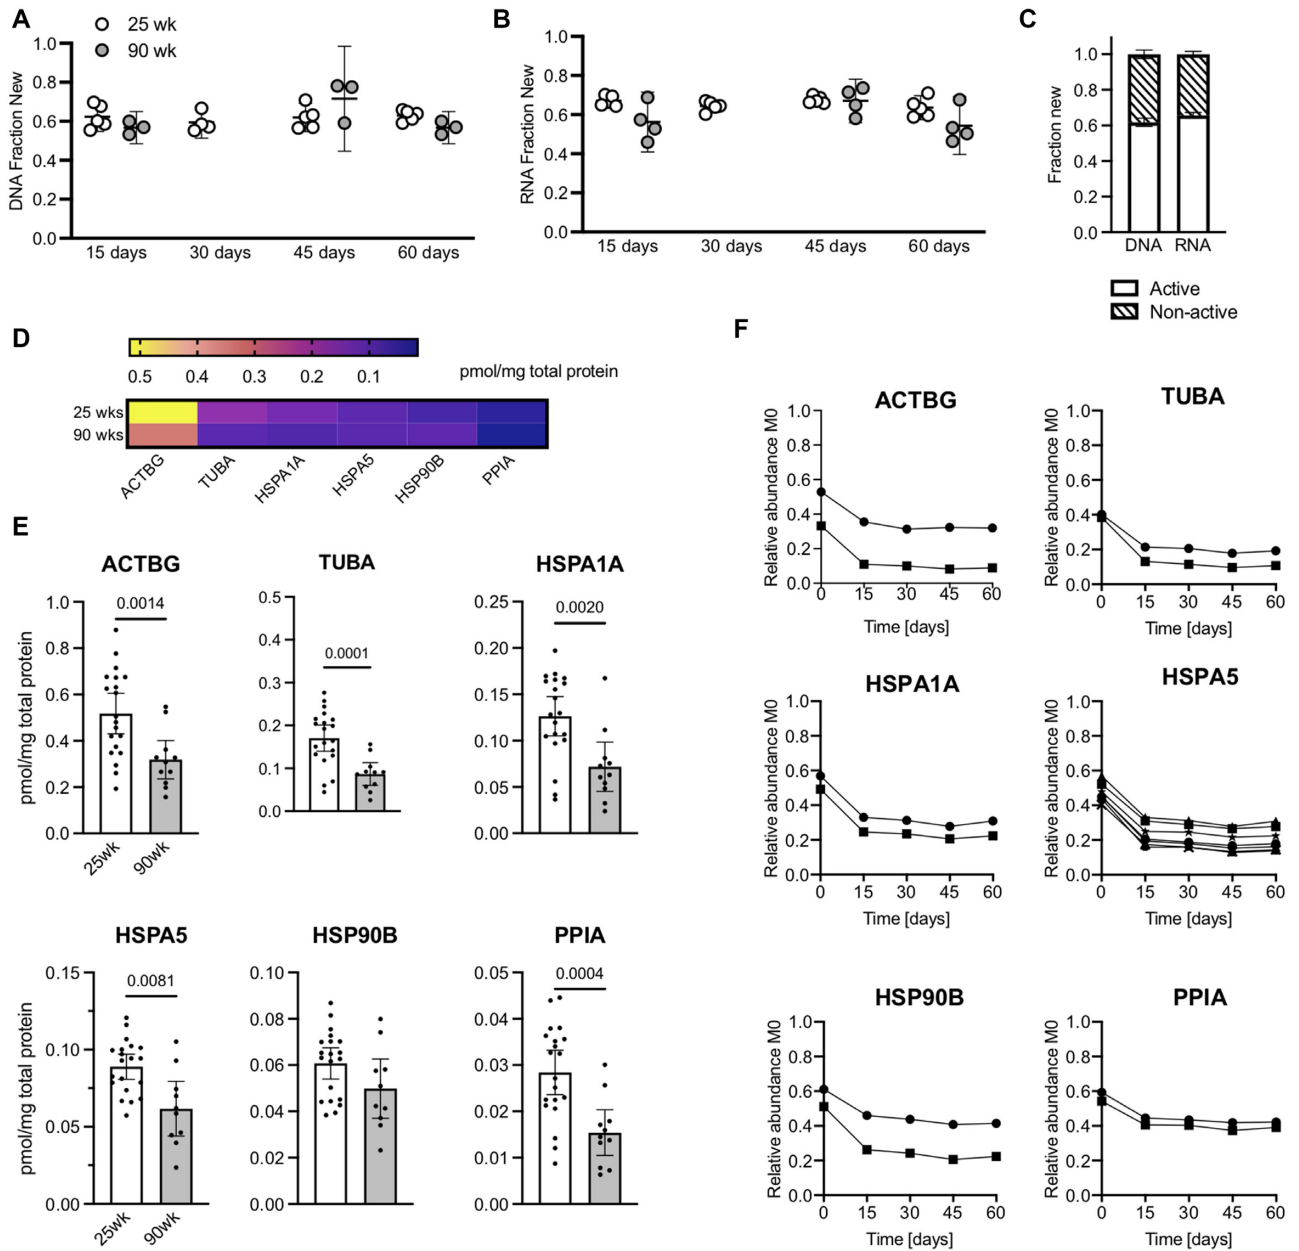 A
25 wk
90 wk
DNA Fraction New
1.0
0.8
0.6
0.4
0.2
0.0
15 days 30 days 45 days 60 days
B
RNA Fraction New
1.0
0.8
0.6
0.4
0.2
0.0
15 days 30 days 45 days 60 days
C
Fraction new
1.0
0.8
0.6
0.4
0.2
0.0
DNA RNA
Active
Non-active
D
0.5 0.4 0.3 0.2 0.1
pmol/mg total protein
25 wks
90 wks
ACTBG TUBA HSPA1A HSPA5 HSP90B PPIA
E
ACTBG
0.0014
pmol/mg total protein
1.0
0.8
0.6
0.4
0.2
0.0
25wk 90wk
TUBA
0.0001
0.5
0.4
0.3
0.2
0.1
0.0
HSPA1A
0.0020
0.25
0.20
0.15
0.10
0.05
0.00
HSPA5
0.0081
pmol/mg total protein
0.15
0.10
0.05
0.00
25wk 90wk
HSP90B
0.10
0.08
0.06
0.04
0.02
0.00
PPIA
0.0004
0.05
0.04
0.03
0.02
0.01
0.00
F
ACTBG
Relative abundance M0
1.0
0.8
0.6
0.4
0.2
0.0
0 15 30 45 60
Time [days]
TUBA
Relative abundance M0
1.0
0.8
0.6
0.4
0.2
0.0
0 15 30 45 60
Time [days]
HSPA1A
Relative abundance M0
1.0
0.8
0.6
0.4
0.2
0.0
0 15 30 45 60
Time [days]
HSPA5
Relative abundance M0
1.0
0.8
0.6
0.4
0.2
0.0
0 15 30 45 60
Time [days]
HSP90B
Relative abundance M0
1.0
0.8
0.6
0.4
0.2
0.0
0 15 30 45 60
Time [days]
PPIA
Relative abundance M0
1.0
0.8
0.6
0.4
0.2
0.0
0 15 30 45 60
Time [days]